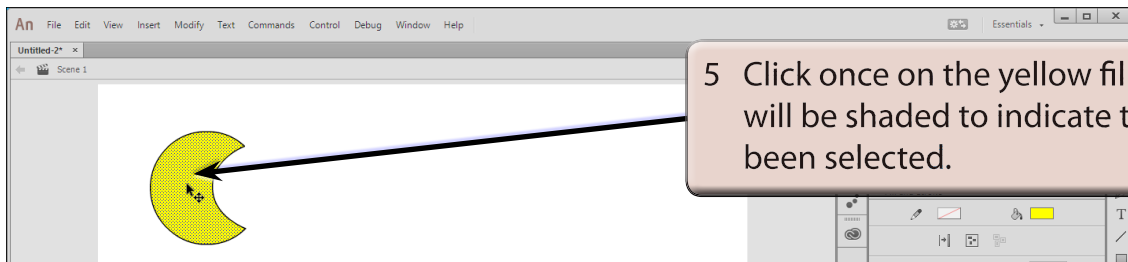 An File Edit View Insert Modify Text Commands Control Debug Window Help Essentials
Untitled-2* ×
Scene 1
5 Click once on the yellow fil
will be shaded to indicate t
been selected.